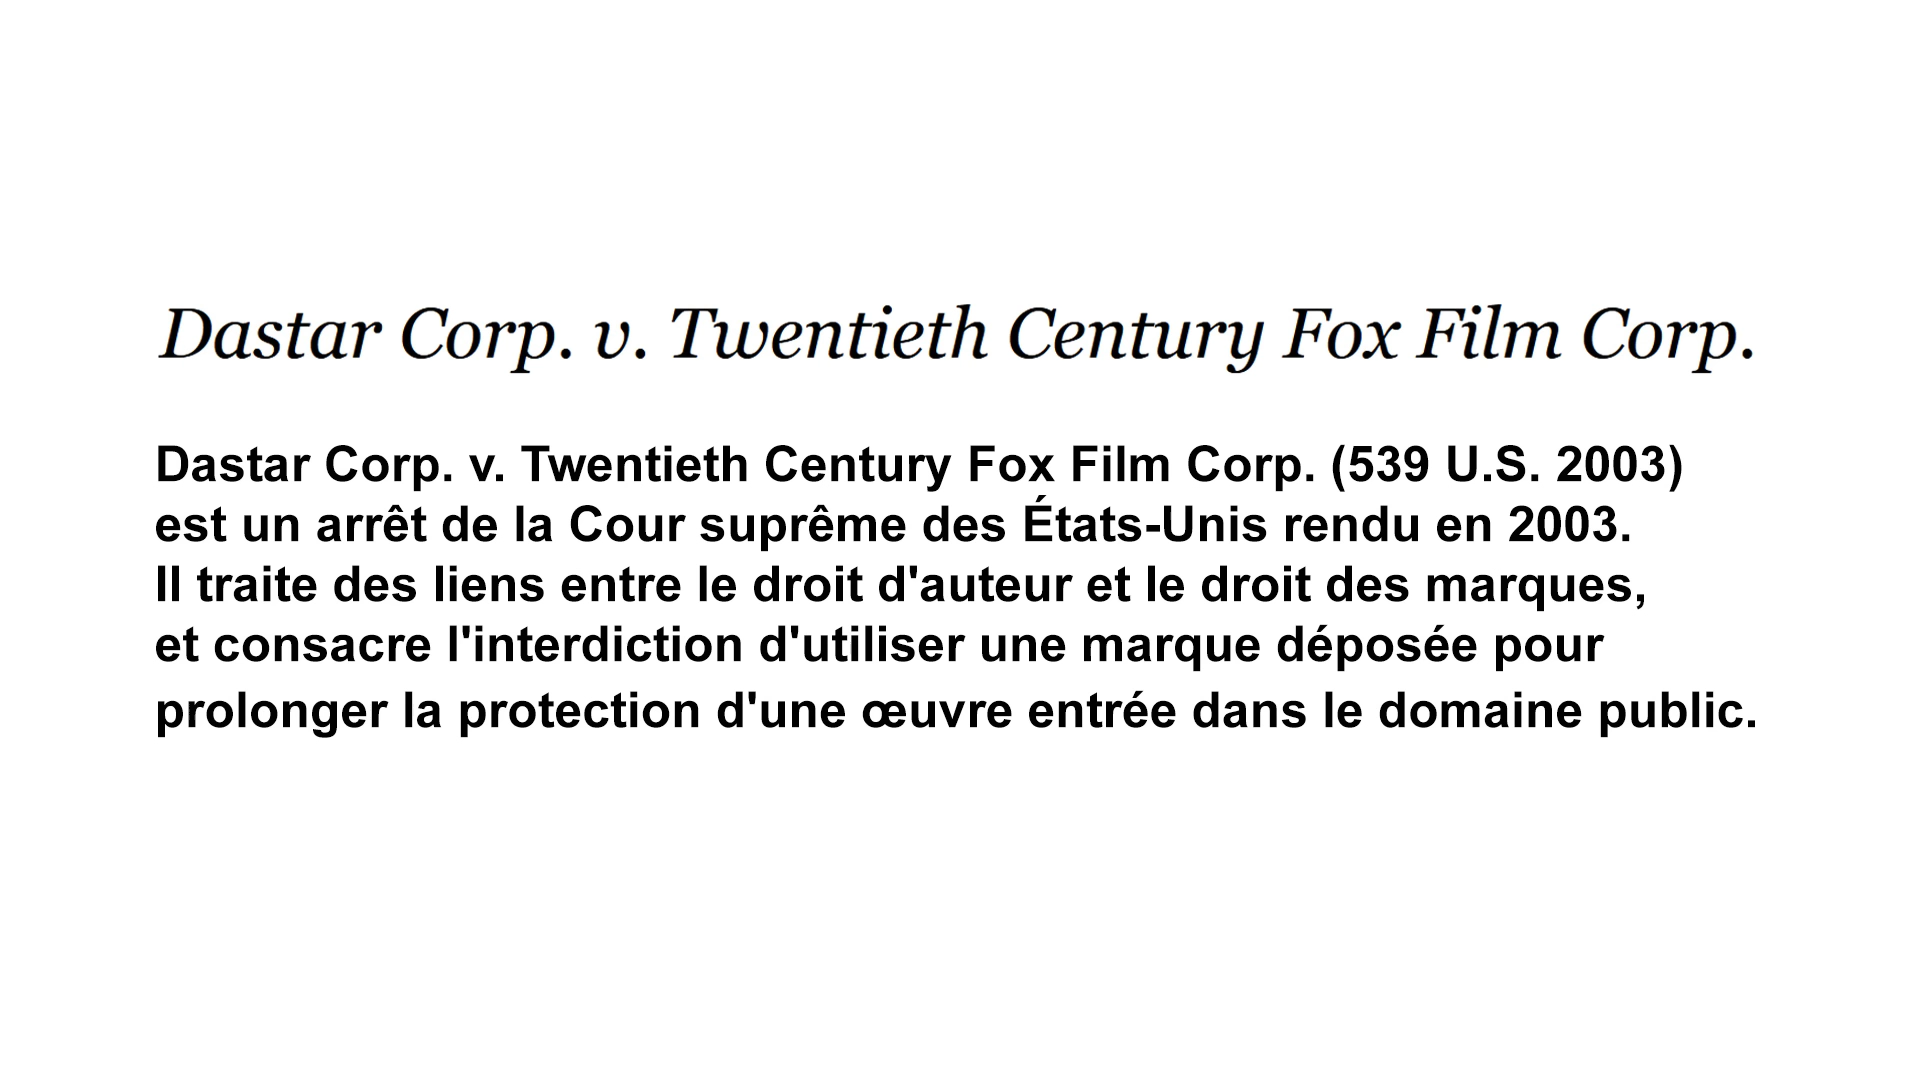 Dastar Corp. v. Twentieth Century Fox Film Corp.
Dastar Corp. v. Twentieth Century Fox Film Corp. (539 U.S. 2003)
est un arrêt de la Cour suprême des États-Unis rendu en 2003.
Il traite des liens entre le droit d'auteur et le droit des marques,
et consacre l'interdiction d'utiliser une marque déposée pour
prolonger la protection d'une œuvre entrée dans le domaine public.